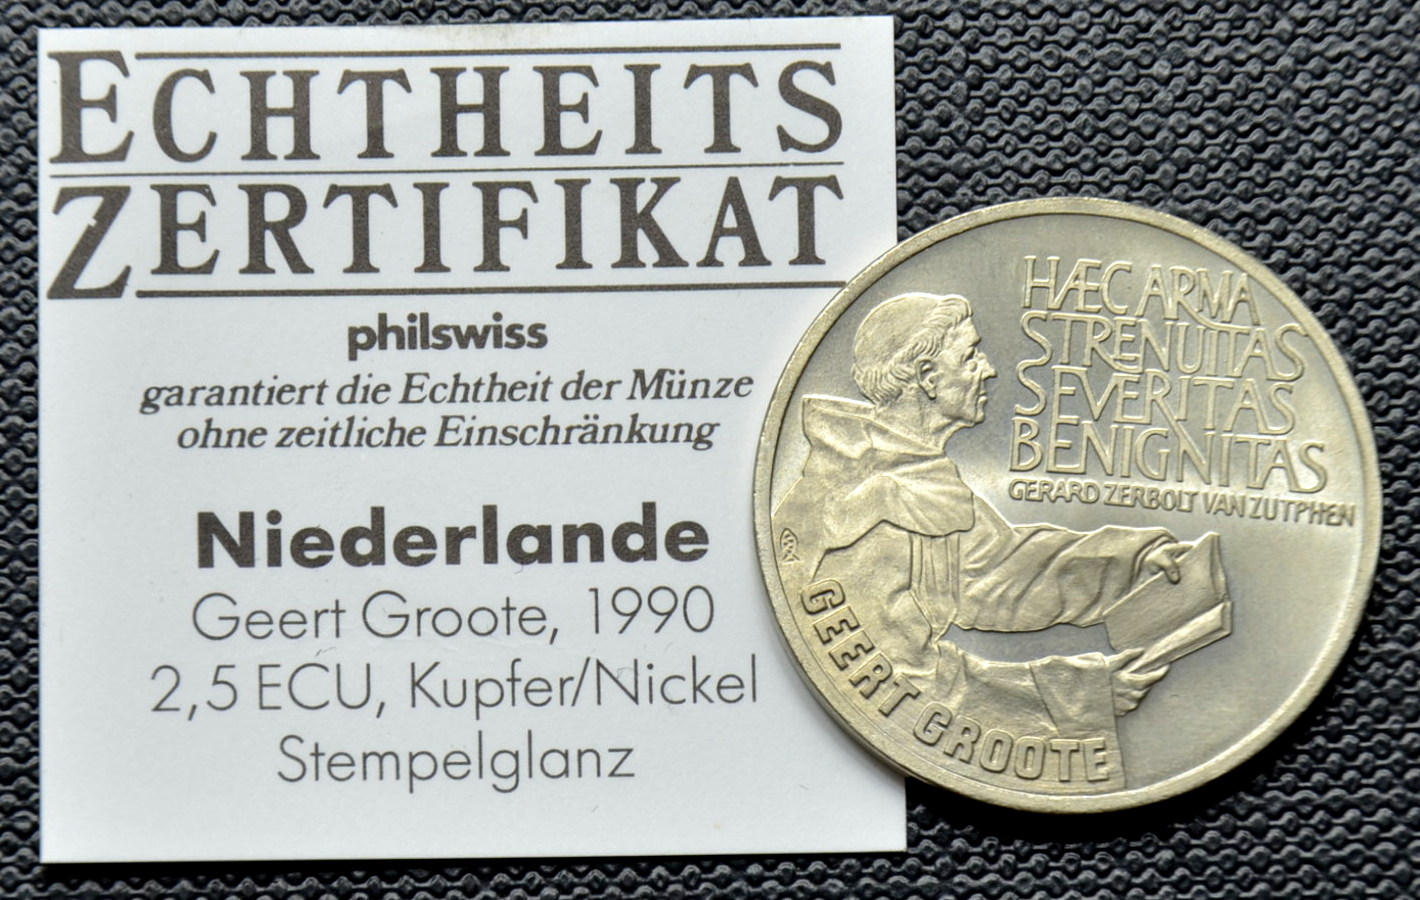 ECHTHEITS
ZERTIFIKAT
philswiss
garantiert die Echtheit der Münze
ohne zeitliche Einschränkung
Niederlande
Geert Groote, 1990
2,5 ECU, Kupfer/Nickel
Stempelglanz
HÆC ARMA
STRENUITAS
SEVERITAS
BENIGNITAS
GERARD ZERBOLT VAN ZUTPHEN
GEERT GROOTE